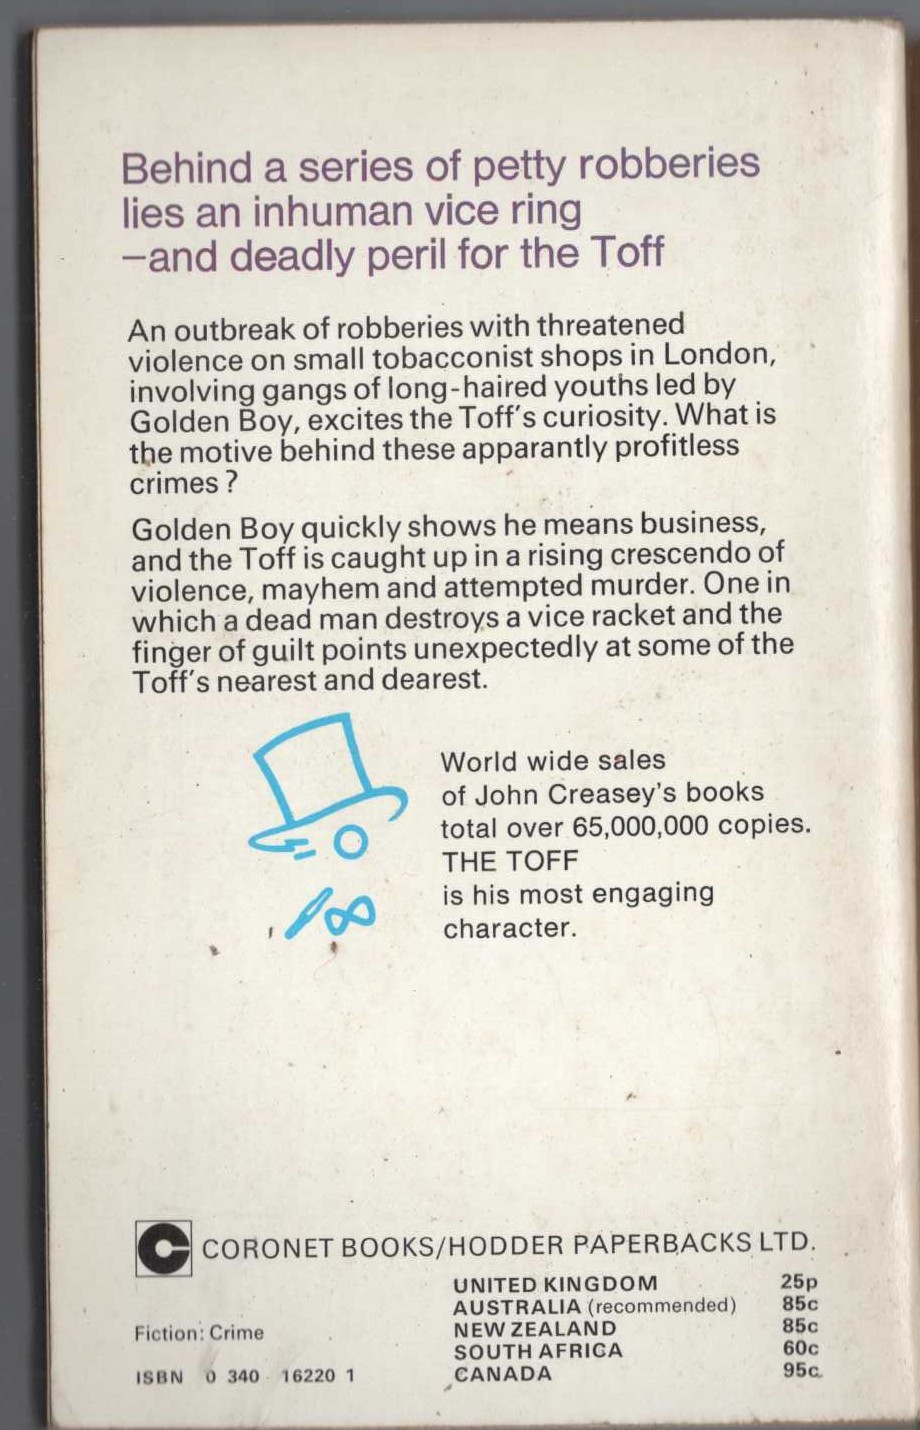 Behind a series of petty robberies
lies an inhuman vice ring
–and deadly peril for the Toff
An outbreak of robberies with threatened
violence on small tobacconist shops in London,
involving gangs of long-haired youths led by
Golden Boy, excites the Toff's curiosity. What is
the motive behind these apparantly profitless
crimes?
Golden Boy quickly shows he means business,
and the Toff is caught up in a rising crescendo of
violence, mayhem and attempted murder. One in
which a dead man destroys a vice racket and the
finger of guilt points unexpectedly at some of the
Toff's nearest and dearest.
World wide sales
of John Creasey's books
total over 65,000,000 copies.
THE TOFF
is his most engaging
character.
CORONET BOOKS/HODDER PAPERBACKS LTD.
UNITED KINGDOM 25p
AUSTRALIA (recommended) 85c
NEW ZEALAND 85c
SOUTH AFRICA 60c
CANADA 95c
Fiction: Crime
ISBN 0 340 16220 1